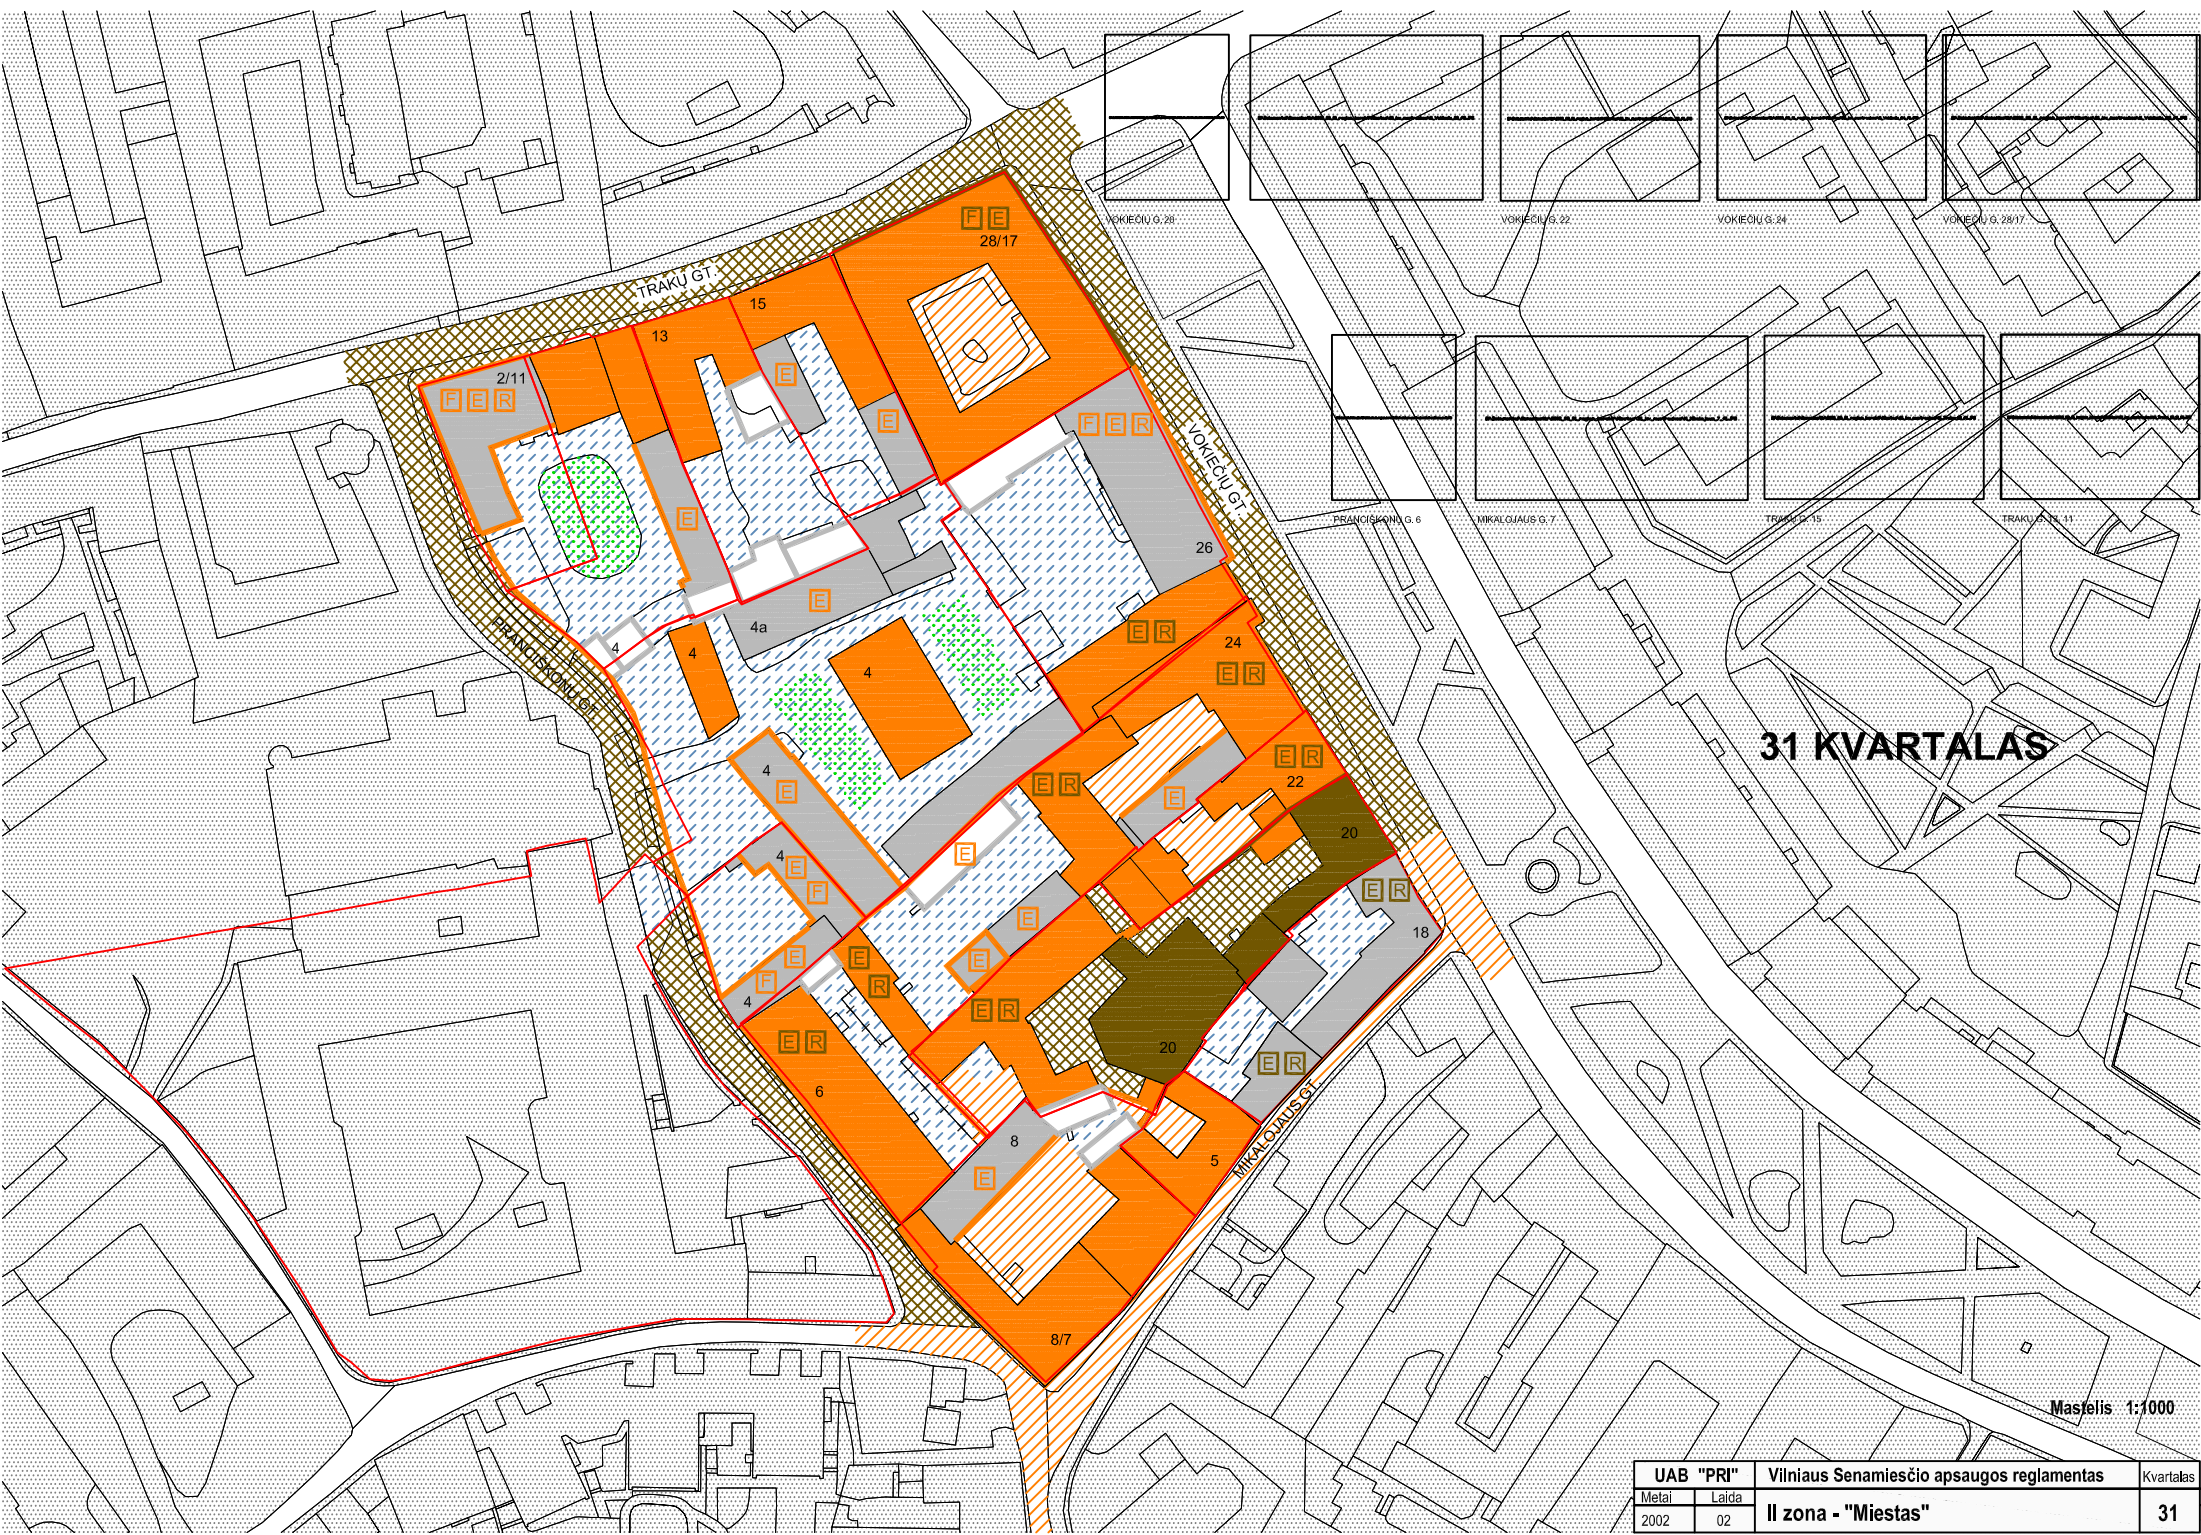 VOKIEČIŲ G. 20
VOKIEČIŲ G. 22
VOKIEČIŲ G. 24
VOKIEČIŲ G. 28/17
PRANCIŠKONŲ G. 6
MIKALOJAUS G. 7
TRAKŲ G. 15
TRAKŲ G. 13, 11
TRAKŲ GT.
F E
28/17
15
13
2/11
F E R
E
E
F E R
VOKIEČIŲ GT.
E
26
E
4a
E R
24
E R
4
4
4
PRANCIŠKONŲ GT.
31 KVARTALAS
E R
22
4
E
E R
E
20
E
4
E
F
E R
18
E
E
F
4
E
R
E
E R
E R
6
20
E R
8
E
5
MIKALOJAUS GT.
8/7
Mastelis 1:1000
UAB "PRI"
Vilniaus Senamiesčio apsaugos reglamentas
Kvartalas
Metai
Laida
2002
02
II zona - "Miestas"
31